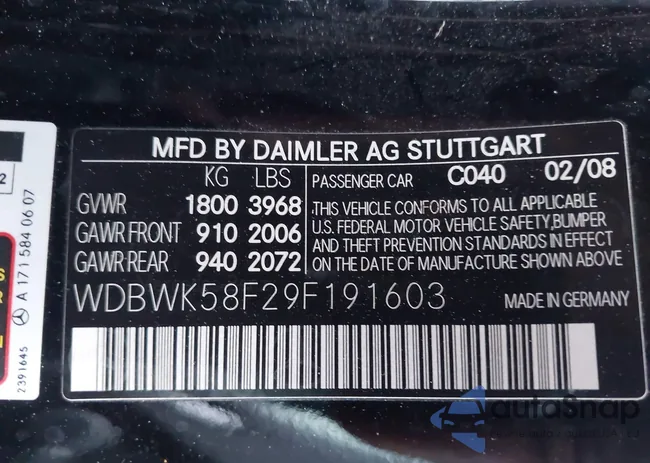 MFD BY DAIMLER AG STUTTGART
KG LBS
GVWR 1800 3968
GAWR FRONT 910 2006
GAWR REAR 940 2072
PASSENGER CAR C040 02/08
THIS VEHICLE CONFORMS TO ALL APPLICABLE
U.S. FEDERAL MOTOR VEHICLE SAFETY, BUMPER
AND THEFT PREVENTION STANDARDS IN EFFECT
ON THE DATE OF MANUFACTURE SHOWN ABOVE
WDBWK58F29F191603 MADE IN GERMANY
A 171 584 06 07
2391645
2
S
R
L
autoSnap